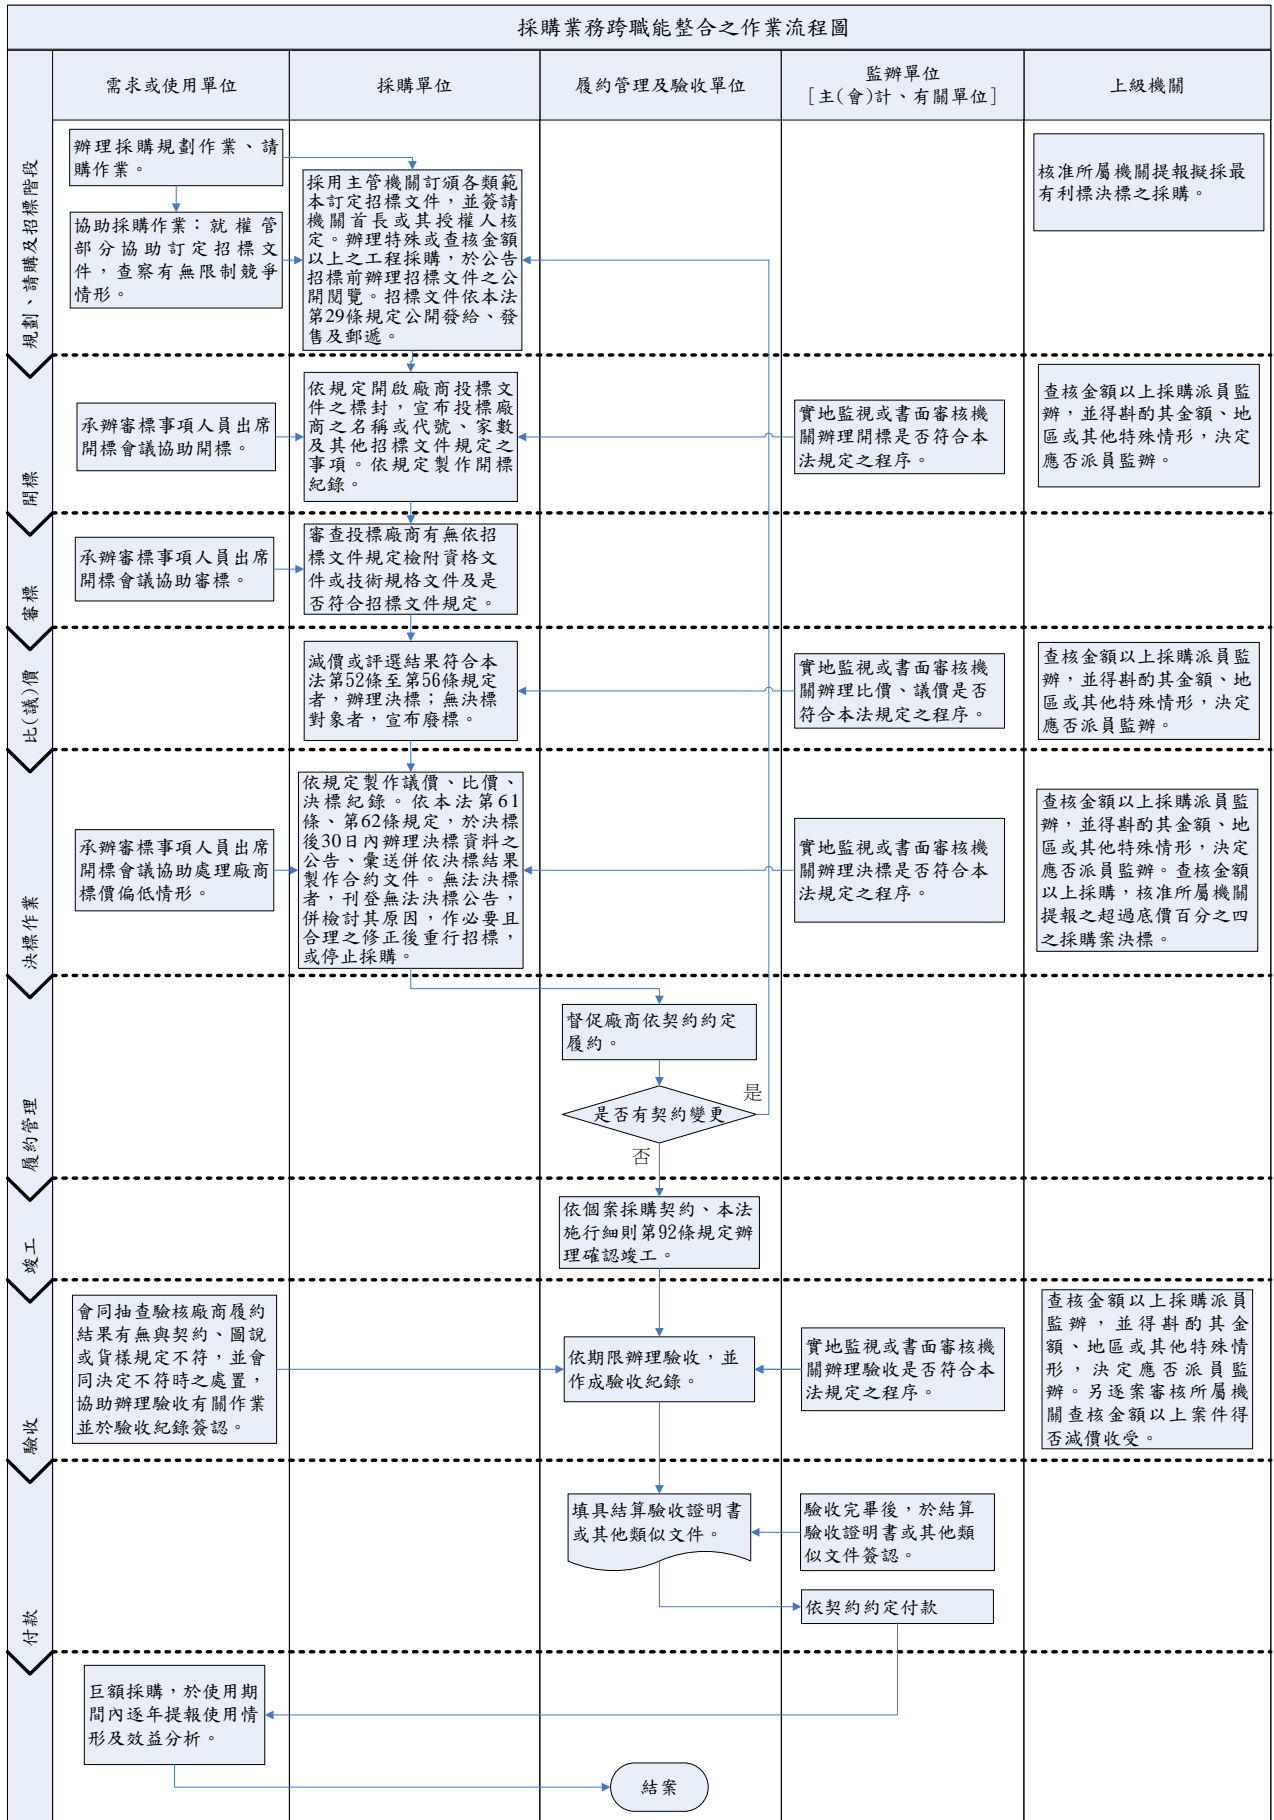 採購業務跨職能整合之作業流程圖
需求或使用單位
採購單位
履約管理及驗收單位
監辦單位
[主(會)計、有關單位]
上級機關
規劃、請購及招標階段
辦理採購規劃作業、請
購作業。
協助採購作業：就權管
部分協助訂定招標文
件，查察有無限制競爭
情形。
採用主管機關訂頒各類範
本訂定招標文件，並簽請
機關首長或其授權人核
定。辦理特殊或查核金額
以上之工程採購，於公告
招標前辦理招標文件之公
開閱覽。招標文件依本法
第29條規定公開發給、發
售及郵遞。
核准所屬機關提報擬採最
有利標決標之採購。
開標
承辦審標事項人員出席
開標會議協助開標。
依規定開啟廠商投標文
件之標封，宣布投標廠
商之名稱或代號、家數
及其他招標文件規定之
事項。依規定製作開標
紀錄。
實地監視或書面審核機
關辦理開標是否符合本
法規定之程序。
查核金額以上採購派員監
辦，並得斟酌其金額、地
區或其他特殊情形，決定
應否派員監辦。
審標
承辦審標事項人員出席
開標會議協助審標。
審查投標廠商有無依招
標文件規定檢附資格文
件或技術規格文件及是
否符合招標文件規定。
比(議)價
減價或評選結果符合本
法第52條至第56條規定
者，辦理決標；無決標
對象者，宣布廢標。
實地監視或書面審核機
關辦理比價、議價是否
符合本法規定之程序。
查核金額以上採購派員監
辦，並得斟酌其金額、地
區或其他特殊情形，決定
應否派員監辦。
決標作業
承辦審標事項人員出席
開標會議協助處理廠商
標價偏低情形。
依規定製作議價、比價、
決標紀錄。依本法第61
條、第62條規定，於決標
後30日內辦理決標資料之
公告、彙送併依決標結果
製作合約文件。無法決標
者，刊登無法決標公告，
併檢討其原因，作必要且
合理之修正後重行招標，
或停止採購。
實地監視或書面審核機
關辦理決標是否符合本
法規定之程序。
查核金額以上採購派員監
辦，並得斟酌其金額、地
區或其他特殊情形，決定
應否派員監辦。查核金額
以上採購，核准所屬機關
提報之超過底價百分之四
之採購案決標。
履約管理
督促廠商依契約約定
履約。
是否有契約變更
是
否
竣工
依個案採購契約、本法
施行細則第92條規定辦
理確認竣工。
驗收
會同抽查驗核廠商履約
結果有無與契約、圖說
或貨樣規定不符，並會
同決定不符時之處置，
協助辦理驗收有關作業
並於驗收紀錄簽認。
依期限辦理驗收，並
作成驗收紀錄。
實地監視或書面審核機
關辦理驗收是否符合本
法規定之程序。
查核金額以上採購派員
監辦，並得斟酌其金
額、地區或其他特殊情
形，決定應否派員監
辦。另逐案審核所屬機
關查核金額以上案件得
否減價收受。
付款
填具結算驗收證明書
或其他類似文件。
驗收完畢後，於結算
驗收證明書或其他類
似文件簽認。
依契約約定付款
巨額採購，於使用期
間內逐年提報使用情
形及效益分析。
結案